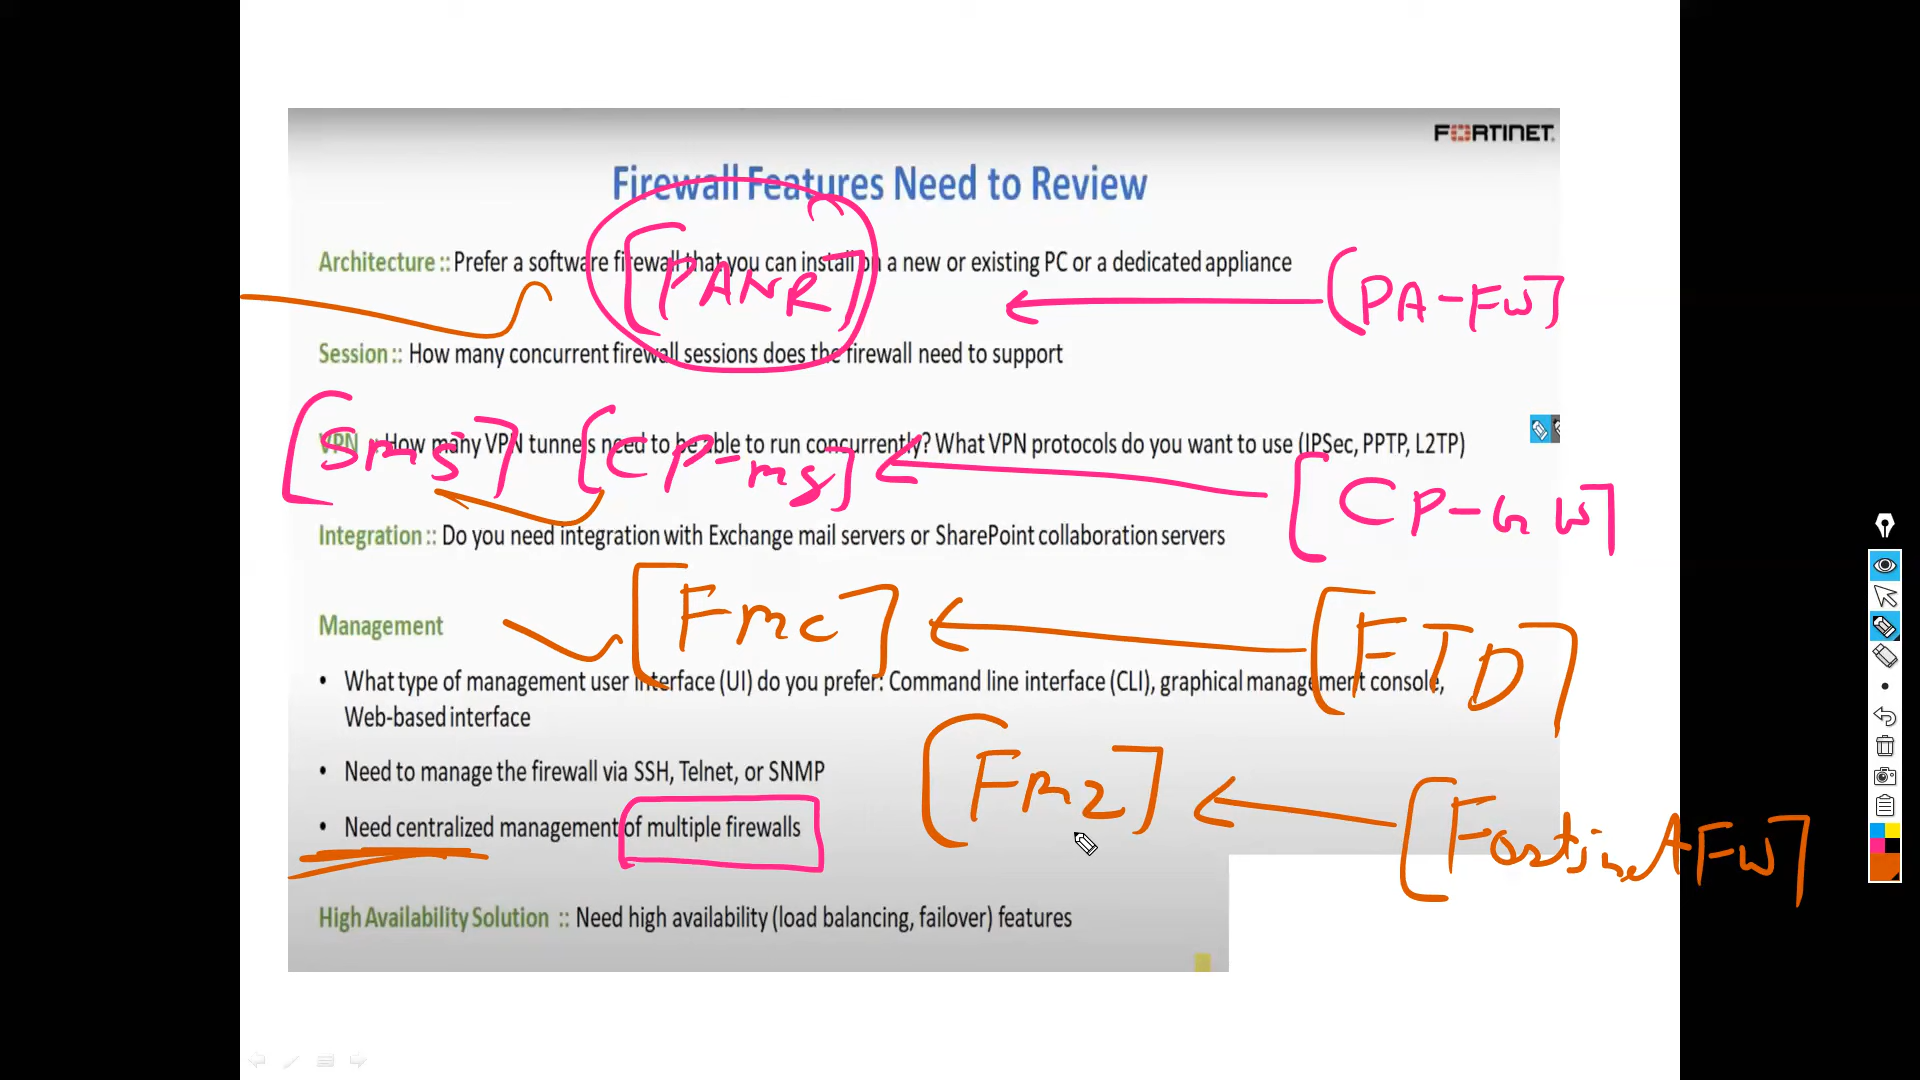 FORTINET
Firewall Features Need to Review
Architecture :: Prefer a software firewall that you can install on a new or existing PC or a dedicated appliance
[PANR]
[PA-FW]
Session :: How many concurrent firewall sessions does the firewall need to support
VPN :: How many VPN tunnels need to be able to run concurrently? What VPN protocols do you want to use (IPSec, PPTP, L2TP)
[SmS]
[CP-mg]
[CP-GW]
Integration :: Do you need integration with Exchange mail servers or SharePoint collaboration servers
Management
[Fmc]
[FTD]
• What type of management user interface (UI) do you prefer: Command line interface (CLI), graphical management console,
Web-based interface
• Need to manage the firewall via SSH, Telnet, or SNMP
[FmZ]
• Need centralized management of multiple firewalls
[Fortinet FW]
High Availability Solution :: Need high availability (load balancing, failover) features